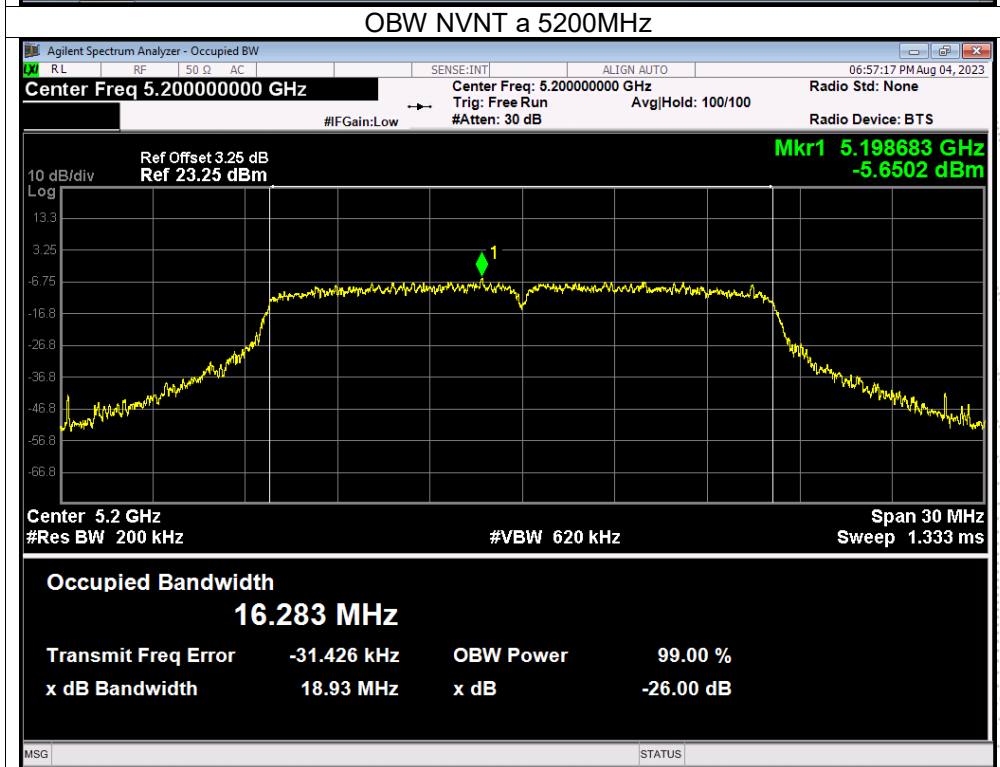 OBW NVNT a 5200MHz
Agilent Spectrum Analyzer - Occupied BW
LXI RL RF 50 Ω AC SENSE:INT ALIGN AUTO 06:57:17 PM Aug 04, 2023
Center Freq 5.200000000 GHz Center Freq: 5.200000000 GHz Radio Std: None
Trig: Free Run Avg|Hold: 100/100
#IFGain:Low #Atten: 30 dB Radio Device: BTS
Ref Offset 3.25 dB Mkr1 5.198683 GHz
10 dB/div Ref 23.25 dBm -5.6502 dBm
Log
13.3
3.25
1
-6.75
-16.8
-26.8
-36.8
-46.8
-56.8
-66.8
Center 5.2 GHz Span 30 MHz
#Res BW 200 kHz #VBW 620 kHz Sweep 1.333 ms
Occupied Bandwidth
16.283 MHz
Transmit Freq Error -31.426 kHz OBW Power 99.00 %
x dB Bandwidth 18.93 MHz x dB -26.00 dB
MSG STATUS